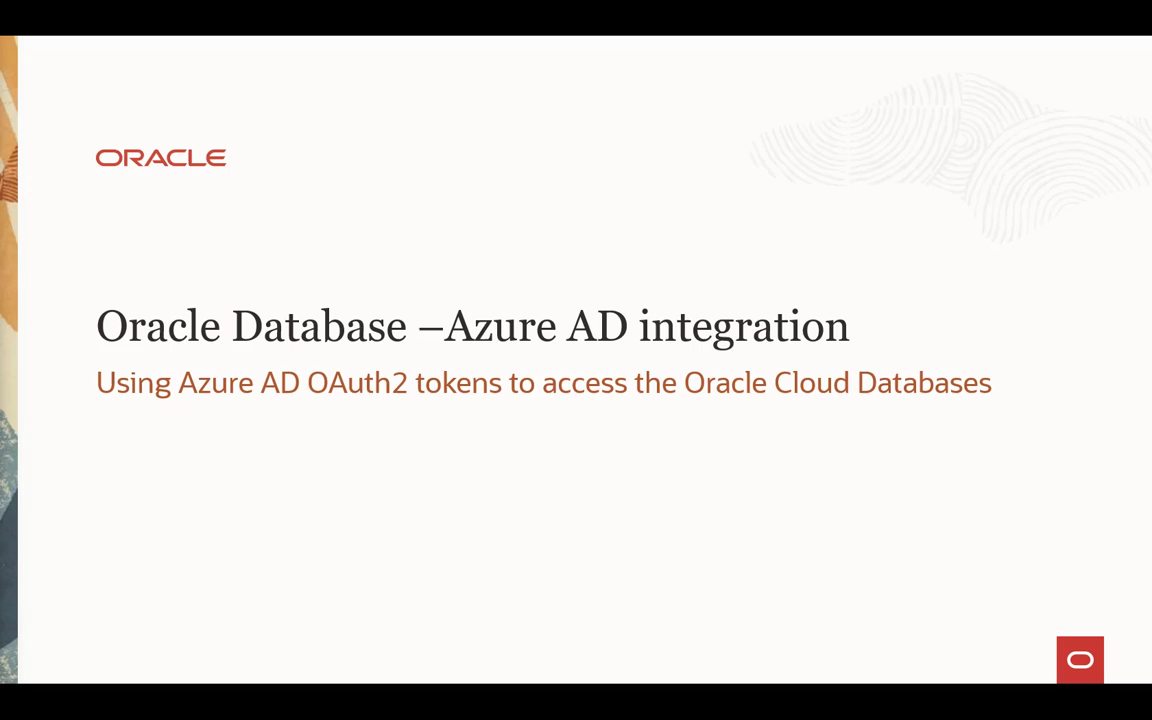 ORACLE
Oracle Database –Azure AD integration
Using Azure AD OAuth2 tokens to access the Oracle Cloud Databases